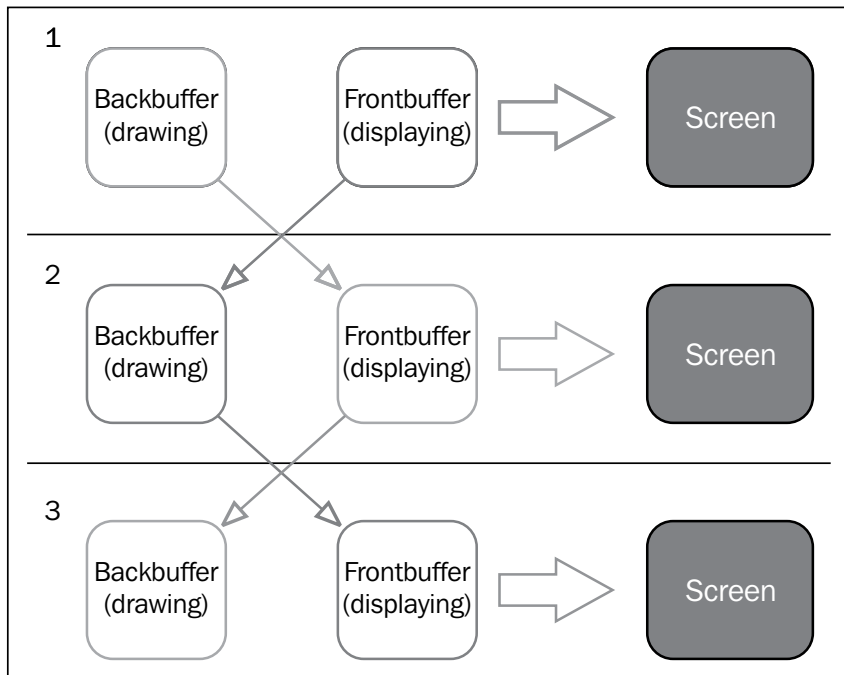 1
Backbuffer
(drawing)
Frontbuffer
(displaying)
Screen
2
Backbuffer
(drawing)
Frontbuffer
(displaying)
Screen
3
Backbuffer
(drawing)
Frontbuffer
(displaying)
Screen